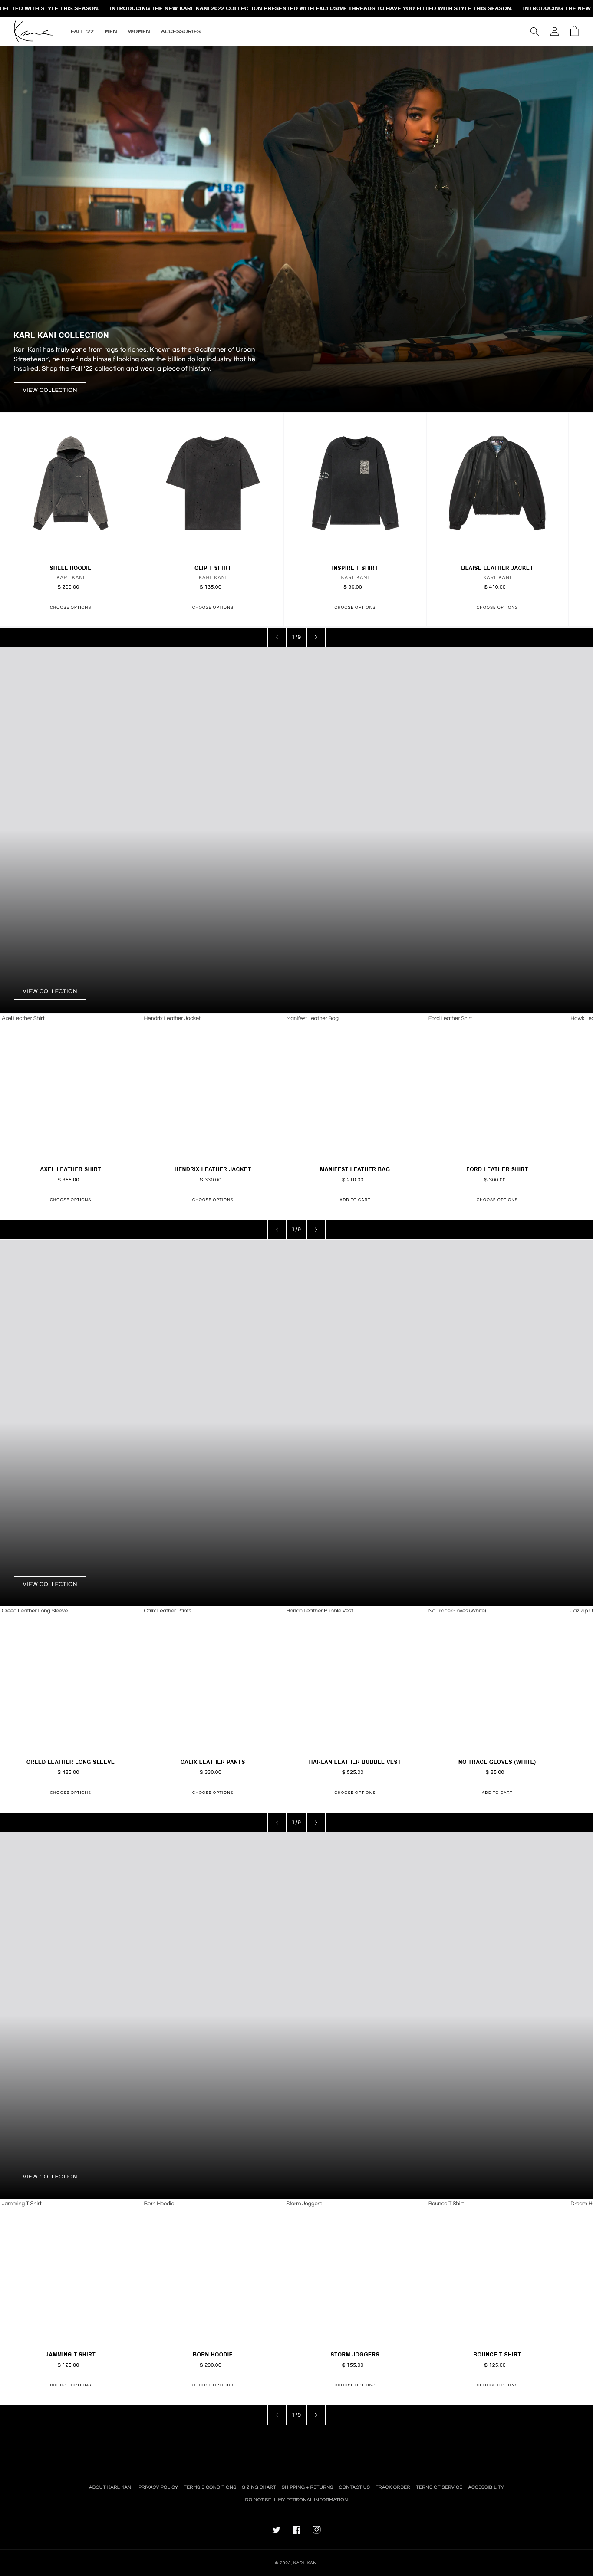 FITTED WITH STYLE THIS SEASON. INTRODUCING THE NEW KARL KANI 2022 COLLECTION PRESENTED WITH EXCLUSIVE THREADS TO HAVE YOU FITTED WITH STYLE THIS SEASON. INTRODUCING THE NEW
Kani FALL '22 MEN WOMEN ACCESSORIES
VIBE
KARL KANI COLLECTION
Karl Kani has truly gone from rags to riches. Known as the 'Godfather of Urban
Streetwear', he now finds himself looking over the billion dollar industry that he
inspired. Shop the Fall '22 collection and wear a piece of history.
VIEW COLLECTION
SHELL HOODIE CLIP T SHIRT INSPIRE T SHIRT BLAISE LEATHER JACKET
KARL KANI KARL KANI KARL KANI KARL KANI
$ 200.00 $ 135.00 $ 90.00 $ 410.00
CHOOSE OPTIONS CHOOSE OPTIONS CHOOSE OPTIONS CHOOSE OPTIONS
1/9
VIEW COLLECTION
Axel Leather Shirt Hendrix Leather Jacket Manifest Leather Bag Ford Leather Shirt Hawk Lea
AXEL LEATHER SHIRT HENDRIX LEATHER JACKET MANIFEST LEATHER BAG FORD LEATHER SHIRT
$ 355.00 $ 330.00 $ 210.00 $ 300.00
CHOOSE OPTIONS CHOOSE OPTIONS ADD TO CART CHOOSE OPTIONS
1/9
VIEW COLLECTION
Creed Leather Long Sleeve Calix Leather Pants Harlan Leather Bubble Vest No Trace Gloves (White) Jaz Zip U
CREED LEATHER LONG SLEEVE CALIX LEATHER PANTS HARLAN LEATHER BUBBLE VEST NO TRACE GLOVES (WHITE)
$ 485.00 $ 330.00 $ 525.00 $ 85.00
CHOOSE OPTIONS CHOOSE OPTIONS CHOOSE OPTIONS ADD TO CART
1/9
VIEW COLLECTION
Jamming T Shirt Born Hoodie Storm Joggers Bounce T Shirt Dream H
JAMMING T SHIRT BORN HOODIE STORM JOGGERS BOUNCE T SHIRT
$ 125.00 $ 200.00 $ 155.00 $ 125.00
CHOOSE OPTIONS CHOOSE OPTIONS CHOOSE OPTIONS CHOOSE OPTIONS
1/9
ABOUT KARL KANI PRIVACY POLICY TERMS & CONDITIONS SIZING CHART SHIPPING + RETURNS CONTACT US TRACK ORDER TERMS OF SERVICE ACCESSIBILITY
DO NOT SELL MY PERSONAL INFORMATION
© 2023, KARL KANI